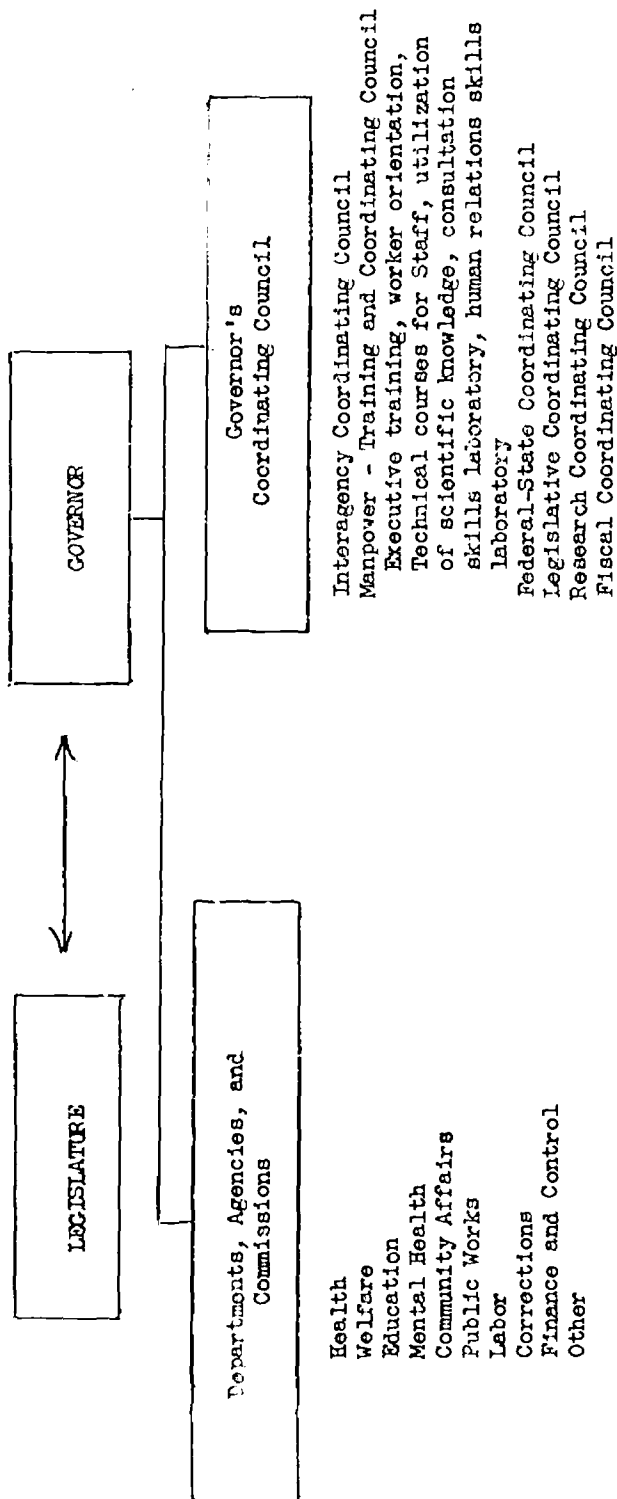 LEGISLATURE
GOVERNOR
Departments, Agencies, and
Commissions
Governor's
Coordinating Council
Health
Welfare
Education
Mental Health
Community Affairs
Public Works
Labor
Corrections
Finance and Control
Other
Interagency Coordinating Council
Manpower - Training and Coordinating Council
Executive training, worker orientation,
Technical courses for Staff, utilization
of scientific knowledge, consultation
skills laboratory, human relations skills
laboratory
Federal-State Coordinating Council
Legislative Coordinating Council
Research Coordinating Council
Fiscal Coordinating Council